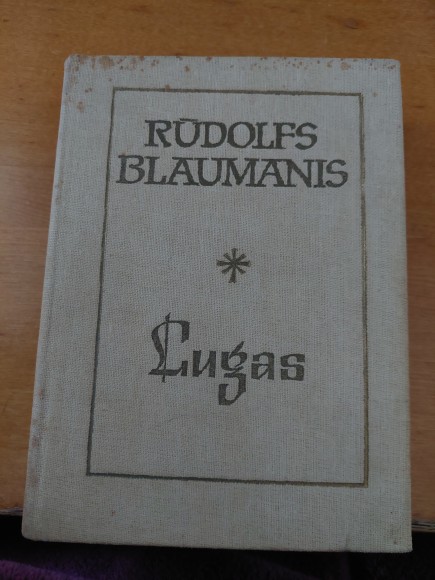 RŪDOLFS
BLAUMANIS
*
Lugas